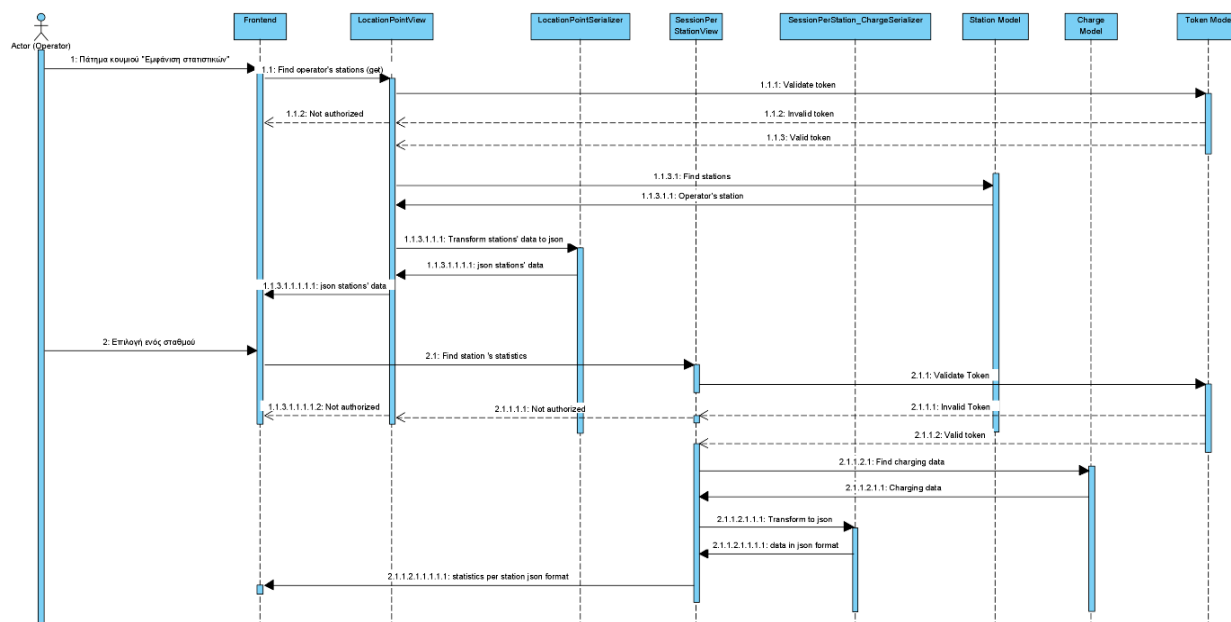 Actor (Operator)
Frontend
LocationPointView
LocationPointSerializer
SessionPer
StationView
SessionPerStation_ChargeSerializer
Station Model
Charge
Model
Token Model
1: Πάτημα κουμιού "Εμφάνιση στατιστικών"
1.1: Find operator's stations (get)
1.1.1: Validate token
1.1.2: Not authorized
1.1.2: Invalid token
1.1.3: Valid token
1.1.3.1: Find stations
1.1.3.1.1: Operator's station
1.1.3.1.1.1: Transform stations' data to json
1.1.3.1.1.1.1: json stations' data
1.1.3.1.1.1.1.1: json stations' data
2: Επιλογή ενός σταθμού
2.1: Find station 's statistics
2.1.1: Validate Token
1.1.3.1.1.1.1.2: Not authorized
2.1.1.1.1: Not authorized
2.1.1.1: Invalid Token
2.1.1.2: Valid token
2.1.1.2.1: Find charging data
2.1.1.2.1.1: Charging data
2.1.1.2.1.1.1: Transform to json
2.1.1.2.1.1.1.1: data in json format
2.1.1.2.1.1.1.1.1: statistics per station json format